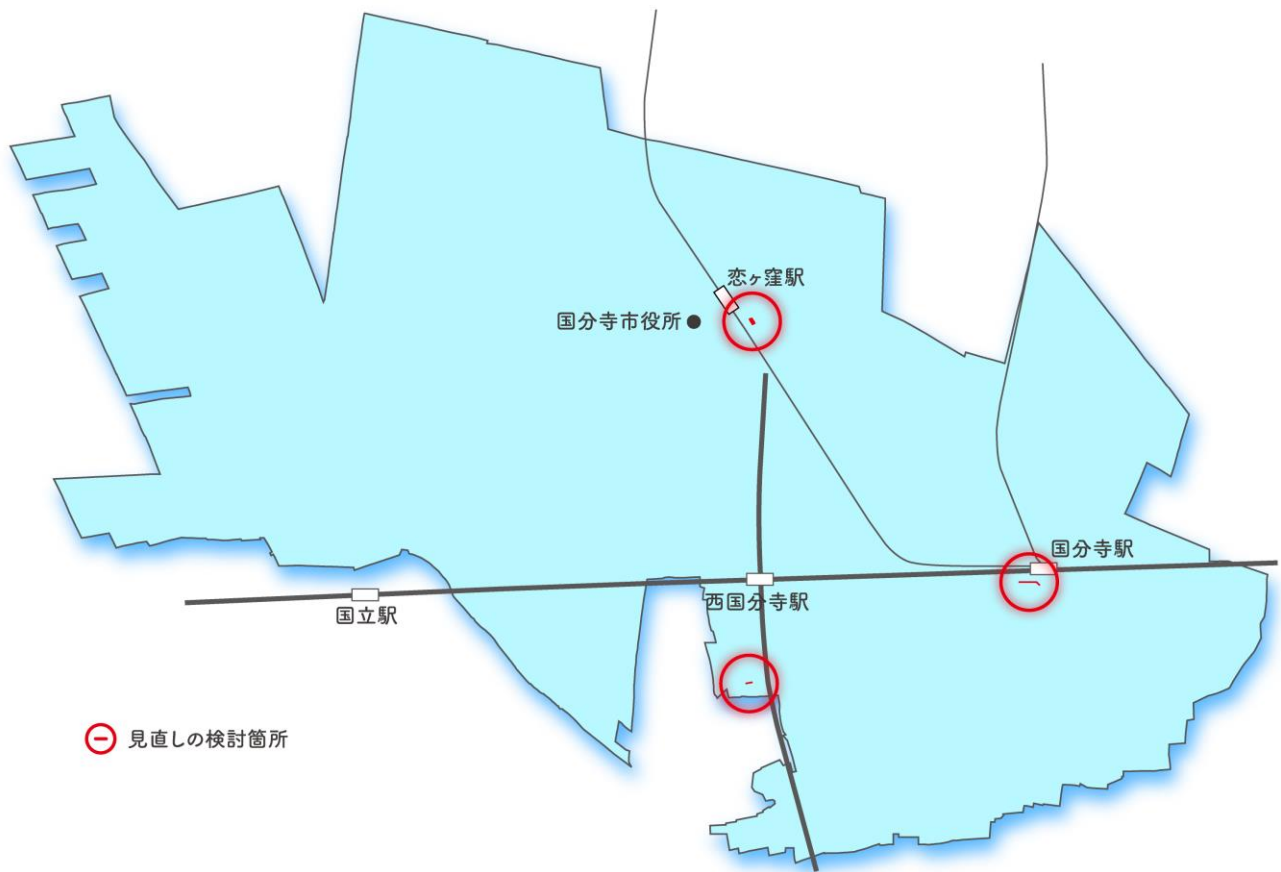 恋ヶ窪駅
国分寺市役所
国分寺駅
西国分寺駅
国立駅
見直しの検討箇所